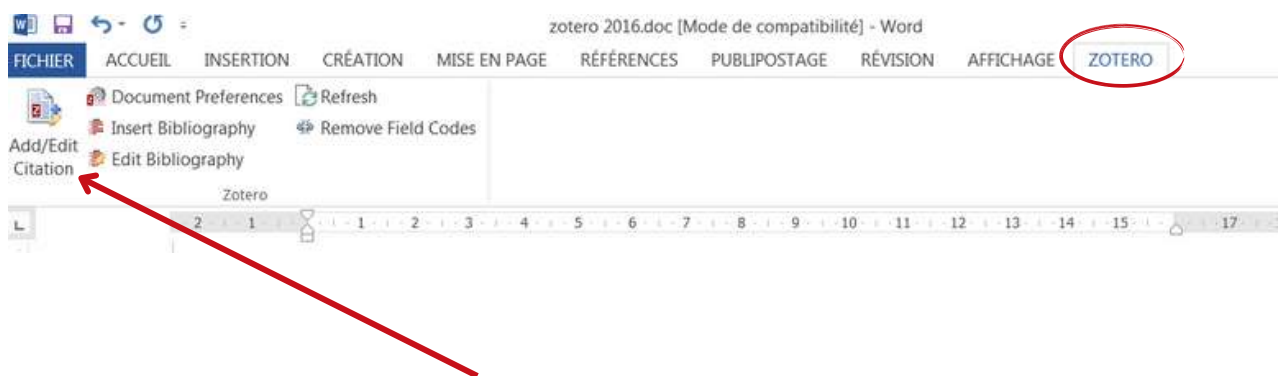 zotero 2016.doc [Mode de compatibilité] - Word
FICHIER ACCUEIL INSERTION CRÉATION MISE EN PAGE RÉFÉRENCES PUBLIPOSTAGE RÉVISION AFFICHAGE ZOTERO
Add/Edit Citation
Document Preferences Refresh
Insert Bibliography Remove Field Codes
Edit Bibliography
Zotero
2 1 1 2 3 4 5 6 7 8 9 10 11 12 13 14 15 17